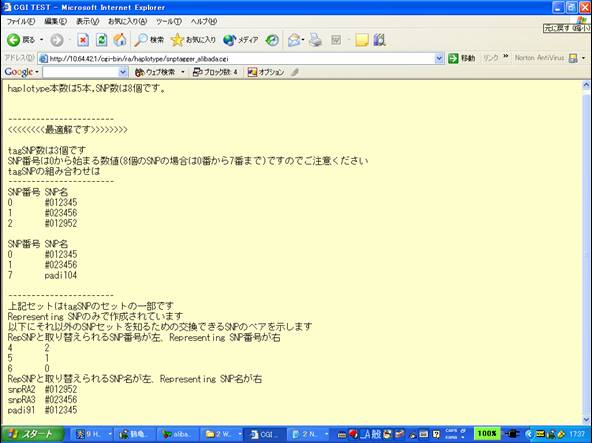 CGI TEST - Microsoft Internet Explorer
ファイル(F) 編集(E) 表示(V) お気に入り(A) ツール(T) ヘルプ(H)
元に戻す (縮小)
戻る 検索 お気に入り メディア
アドレス(D) http://10.64.42.1/cgi-bin/ra/haplotype/snptagger_alibada.cgi 移動 リンク » Norton AntiVirus
Google ウェブ検索 ブロック数: 4 オプション
haplotype本数は5本,SNP数は8個です。
-----------------------
<<<<<<<<最適解です>>>>>>>>
tagSNP数は3個です
SNP番号は0から始まる数値(8個のSNPの場合は0番から7番まで)ですのでご注意ください
tagSNPの組み合わせは
-----------------------
SNP番号 SNP名
0 #012345
1 #023456
2 #012952
SNP番号 SNP名
0 #012345
1 #023456
7 padi104
-----------------------
上記セットはtagSNPのセットの一部です
Representing SNPのみで作成されています
以下にそれ以外のSNPセットを知るための交換できるSNPのペアを示します
RepSNPと取り替えられるSNP番号が左、Representing SNP番号が右
4 2
5 1
6 0
RepSNPと取り替えられるSNP名が左、Representing SNP名が右
snpRA2 #012952
snpRA3 #023456
padi91 #012345
スタート 9 H... 鶴亀... aliba... 2 W... CGI ... 2 N... A 般 100% 17:37